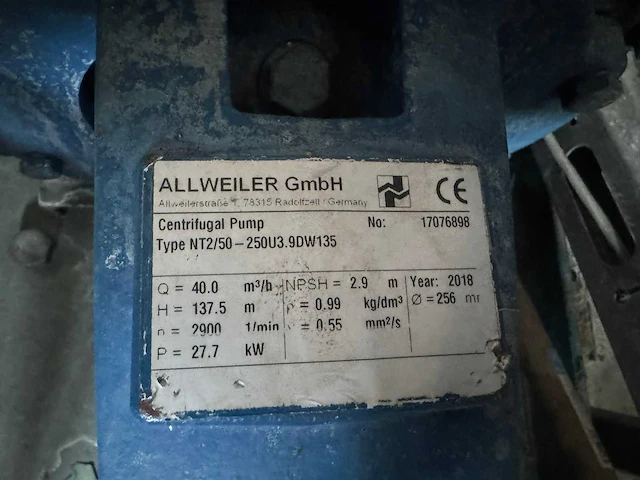 ALLWEILER GmbH
Allweilerstraße 1, 78315 Radolfzell / Germany
CE
Centrifugal Pump No: 17076898
Type NT2/50-250U3.9DW135
Q = 40.0 m³/h NPSH = 2.9 m Year: 2018
H = 137.5 m = 0.99 kg/dm³ Ø = 256 mm
n = 2900 1/min = 0.55 mm²/s
P = 27.7 kW